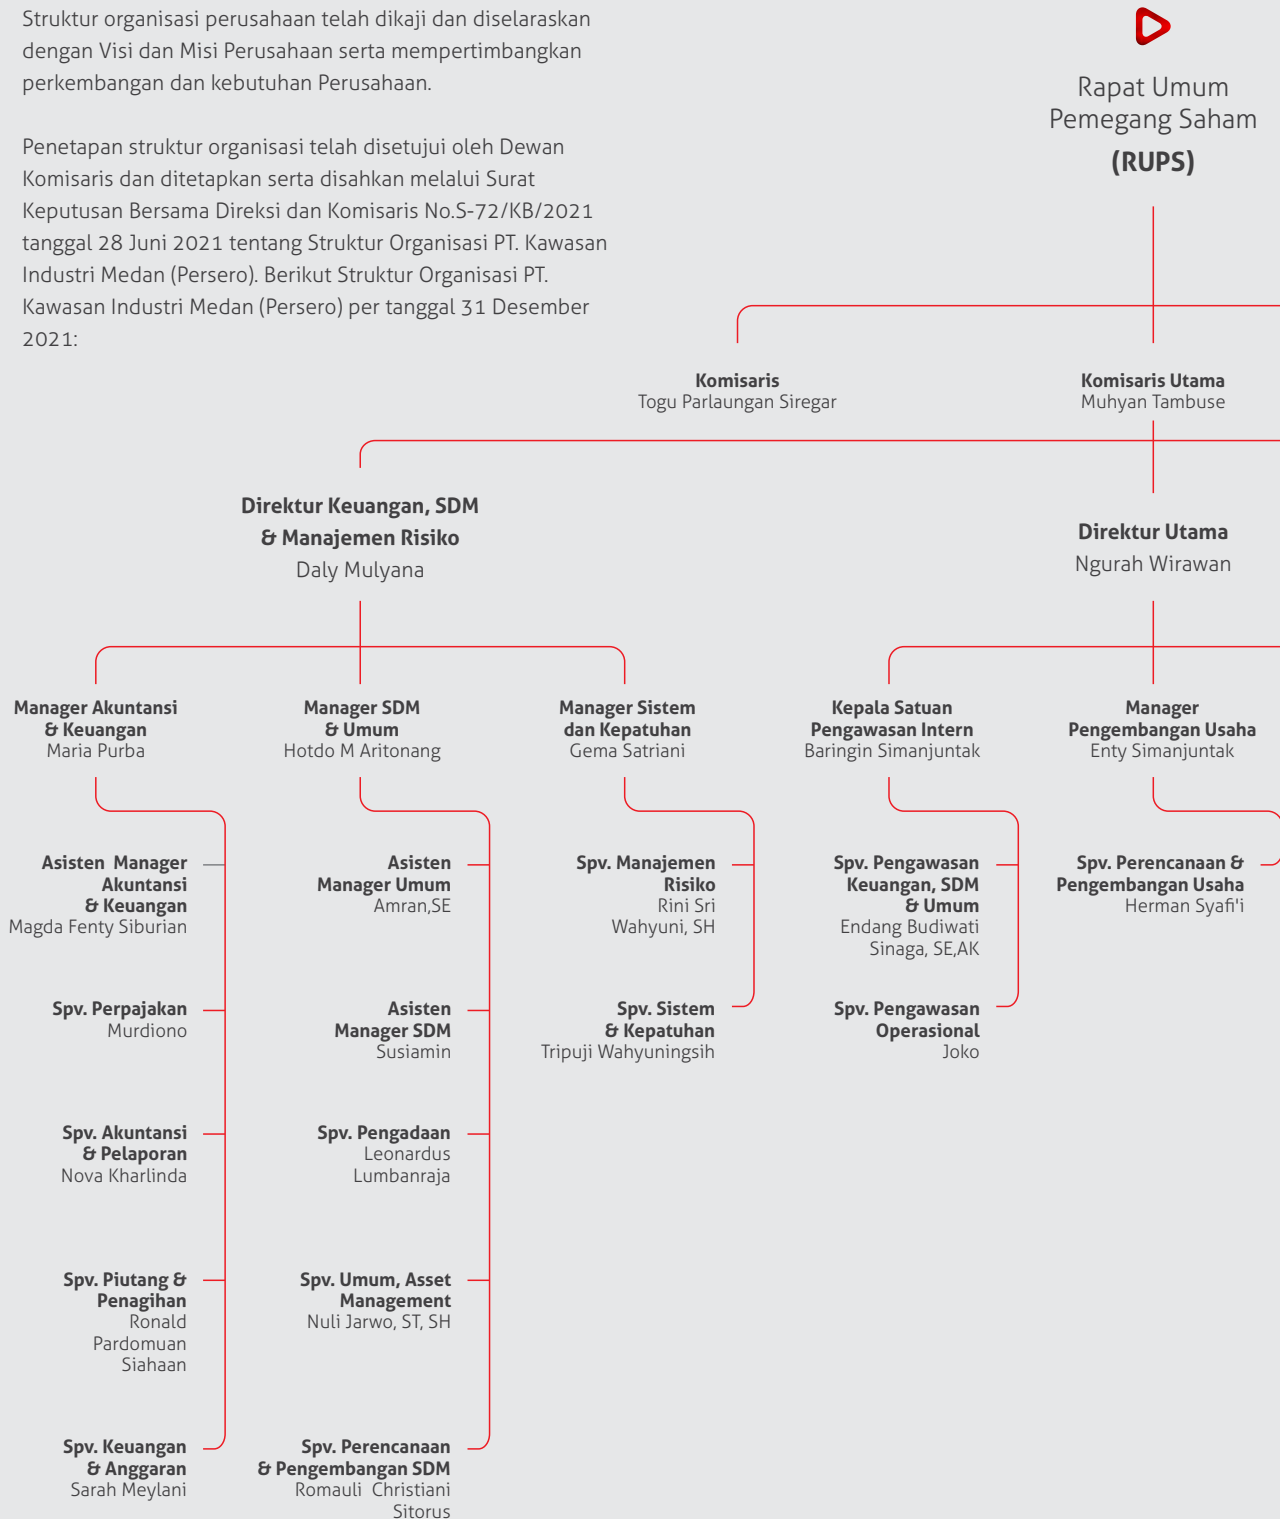 Struktur organisasi perusahaan telah dikaji dan diselaraskan
dengan Visi dan Misi Perusahaan serta mempertimbangkan
perkembangan dan kebutuhan Perusahaan.
Penetapan struktur organisasi telah disetujui oleh Dewan
Komisaris dan ditetapkan serta disahkan melalui Surat
Keputusan Bersama Direksi dan Komisaris No.S-72/KB/2021
tanggal 28 Juni 2021 tentang Struktur Organisasi PT. Kawasan
Industri Medan (Persero). Berikut Struktur Organisasi PT.
Kawasan Industri Medan (Persero) per tanggal 31 Desember
2021:
Rapat Umum
Pemegang Saham
(RUPS)
Komisaris
Togu Parlaungan Siregar
Komisaris Utama
Muhyan Tambuse
Direktur Keuangan, SDM
& Manajemen Risiko
Daly Mulyana
Direktur Utama
Ngurah Wirawan
Manager Akuntansi
& Keuangan
Maria Purba
Manager SDM
& Umum
Hotdo M Aritonang
Manager Sistem
dan Kepatuhan
Gema Satriani
Kepala Satuan
Pengawasan Intern
Baringin Simanjuntak
Manager
Pengembangan Usaha
Enty Simanjuntak
Asisten Manager
Akuntansi
& Keuangan
Magda Fenty Siburian
Spv. Perpajakan
Murdiono
Spv. Akuntansi
& Pelaporan
Nova Kharlinda
Spv. Piutang &
Penagihan
Ronald
Pardomuan
Siahaan
Spv. Keuangan
& Anggaran
Sarah Meylani
Asisten
Manager Umum
Amran,SE
Asisten
Manager SDM
Susiamin
Spv. Pengadaan
Leonardus
Lumbanraja
Spv. Umum, Asset
Management
Nuli Jarwo, ST, SH
Spv. Perencanaan
& Pengembangan SDM
Romauli Christiani
Sitorus
Spv. Manajemen
Risiko
Rini Sri
Wahyuni, SH
Spv. Sistem
& Kepatuhan
Tripuji Wahyuningsih
Spv. Pengawasan
Keuangan, SDM
& Umum
Endang Budiwati
Sinaga, SE,AK
Spv. Pengawasan
Operasional
Joko
Spv. Perencanaan &
Pengembangan Usaha
Herman Syafi'i